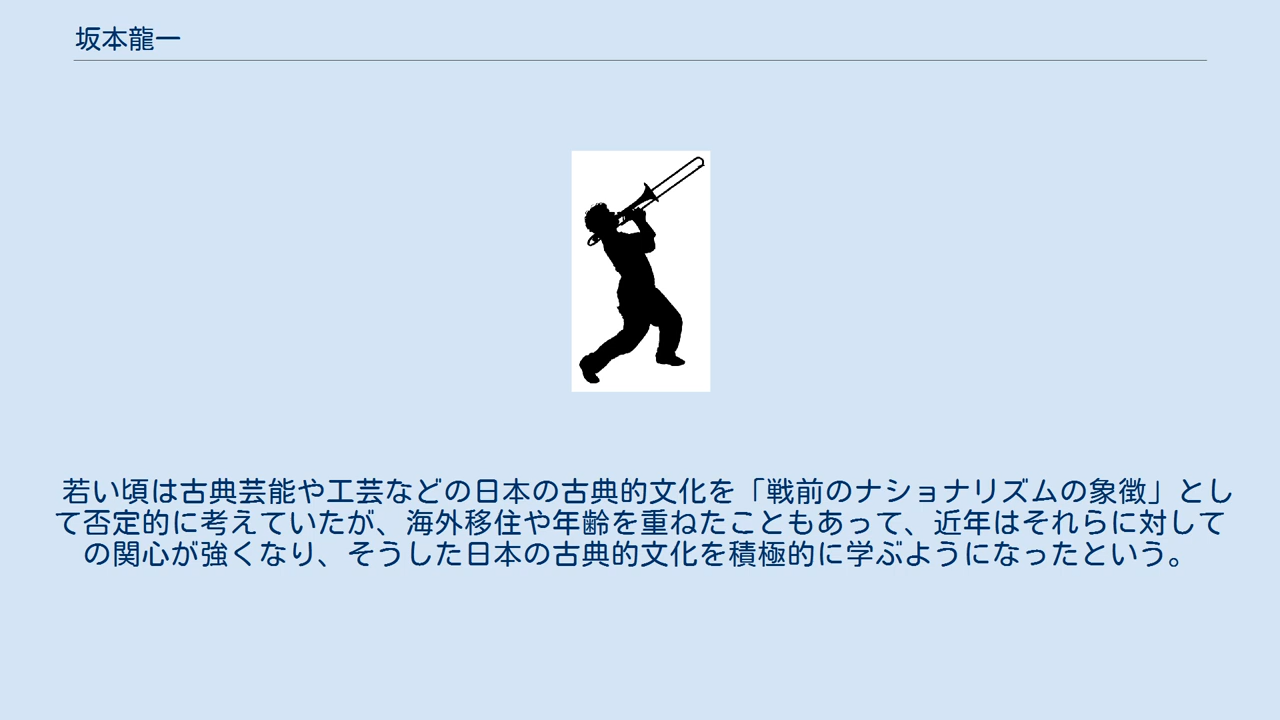 坂本龍一
若い頃は古典芸能や工芸などの日本の古典的文化を「戦前のナショナリズムの象徴」とし
て否定的に考えていたが、海外移住や年齢を重ねたこともあって、近年はそれらに対して
の関心が強くなり、そうした日本の古典的文化を積極的に学ぶようになったという。